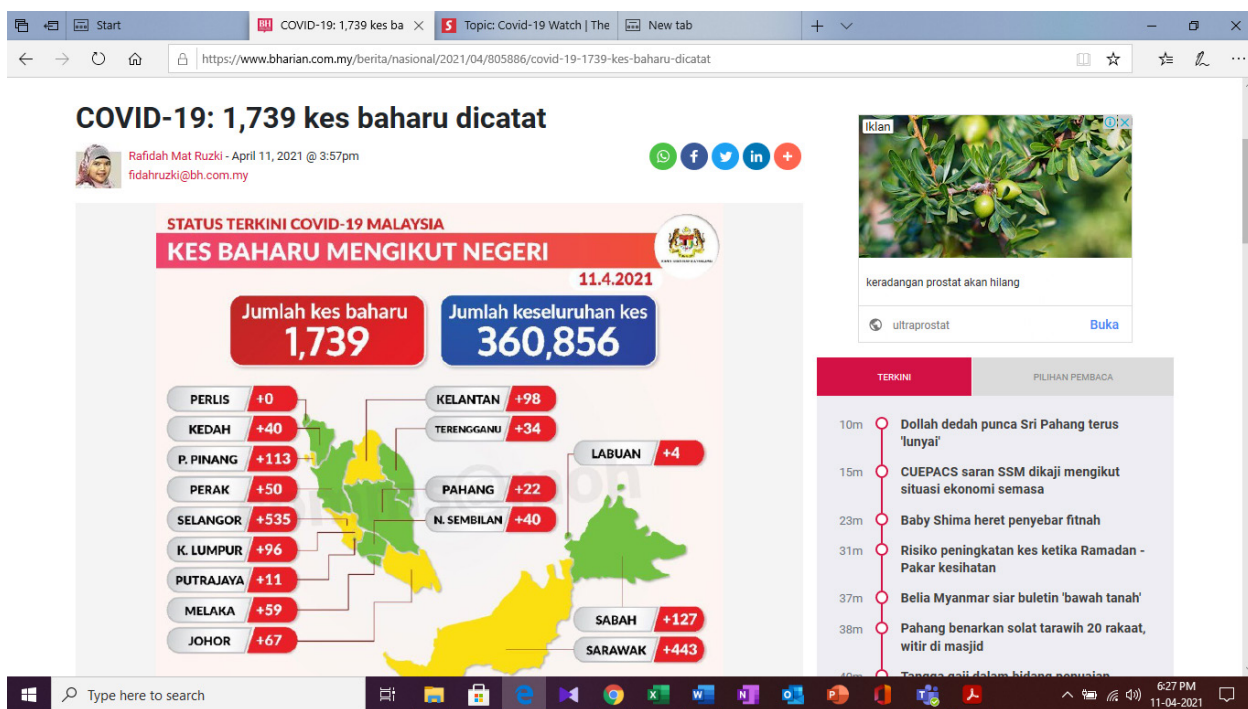 Start
COVID-19: 1,739 kes ba
Topic: Covid-19 Watch | The
New tab
https://www.bharian.com.my/berita/nasional/2021/04/805886/covid-19-1739-kes-baharu-dicatat
COVID-19: 1,739 kes baharu dicatat
Rafidah Mat Ruzki - April 11, 2021 @ 3:57pm
fidahruzki@bh.com.my
STATUS TERKINI COVID-19 MALAYSIA
KES BAHARU MENGIKUT NEGERI
11.4.2021
Jumlah kes baharu
1,739
Jumlah keseluruhan kes
360,856
PERLIS +0
KEDAH +40
P. PINANG +113
PERAK +50
SELANGOR +535
K. LUMPUR +96
PUTRAJAYA +11
MELAKA +59
JOHOR +67
KELANTAN +98
TERENGGANU +34
PAHANG +22
N. SEMBILAN +40
LABUAN +4
SABAH +127
SARAWAK +443
Iklan
keradangan prostat akan hilang
ultraprostat
Buka
TERKINI
PILIHAN PEMBACA
10m Dollah dedah punca Sri Pahang terus
'lunyai'
15m CUEPACS saran SSM dikaji mengikut
situasi ekonomi semasa
23m Baby Shima heret penyebar fitnah
31m Risiko peningkatan kes ketika Ramadan -
Pakar kesihatan
37m Belia Myanmar siar buletin 'bawah tanah'
38m Pahang benarkan solat tarawih 20 rakaat,
witir di masjid
Type here to search
6:27 PM
11-04-2021